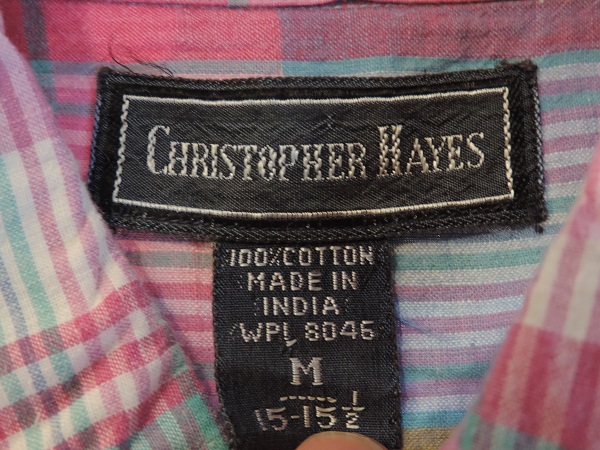 CHRISTOPHER HAYES
100% COTTON
MADE IN
INDIA
WPL 8046
M
15-15 1/2